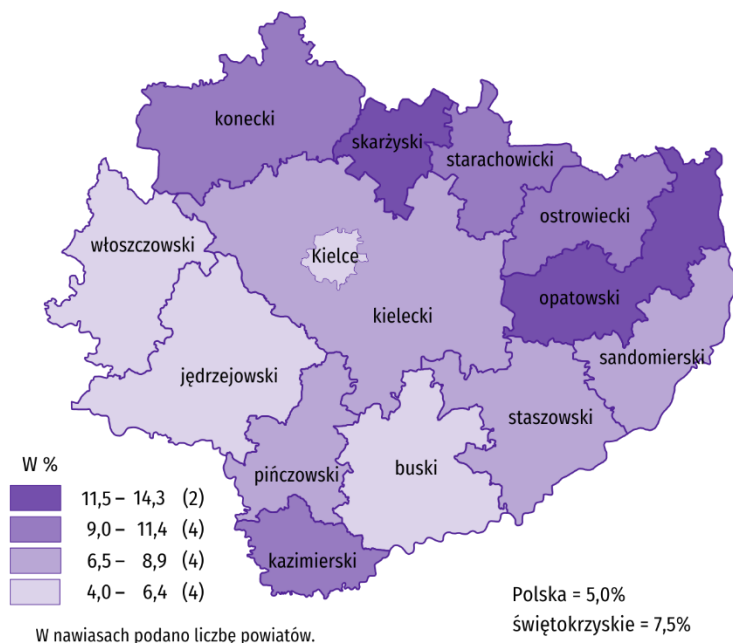 konecki
skarżyski
starachowicki
ostrowiecki
włoszczowski
Kielce
opatowski
kielecki
sandomierski
jędrzejowski
staszowski
W %
pińczowski
buski
11,5 – 14,3 (2)
9,0 – 11,4 (4)
6,5 – 8,9 (4)
4,0 – 6,4 (4)
kazimierski
Polska = 5,0%
świętokrzyskie = 7,5%
W nawiasach podano liczbę powiatów.